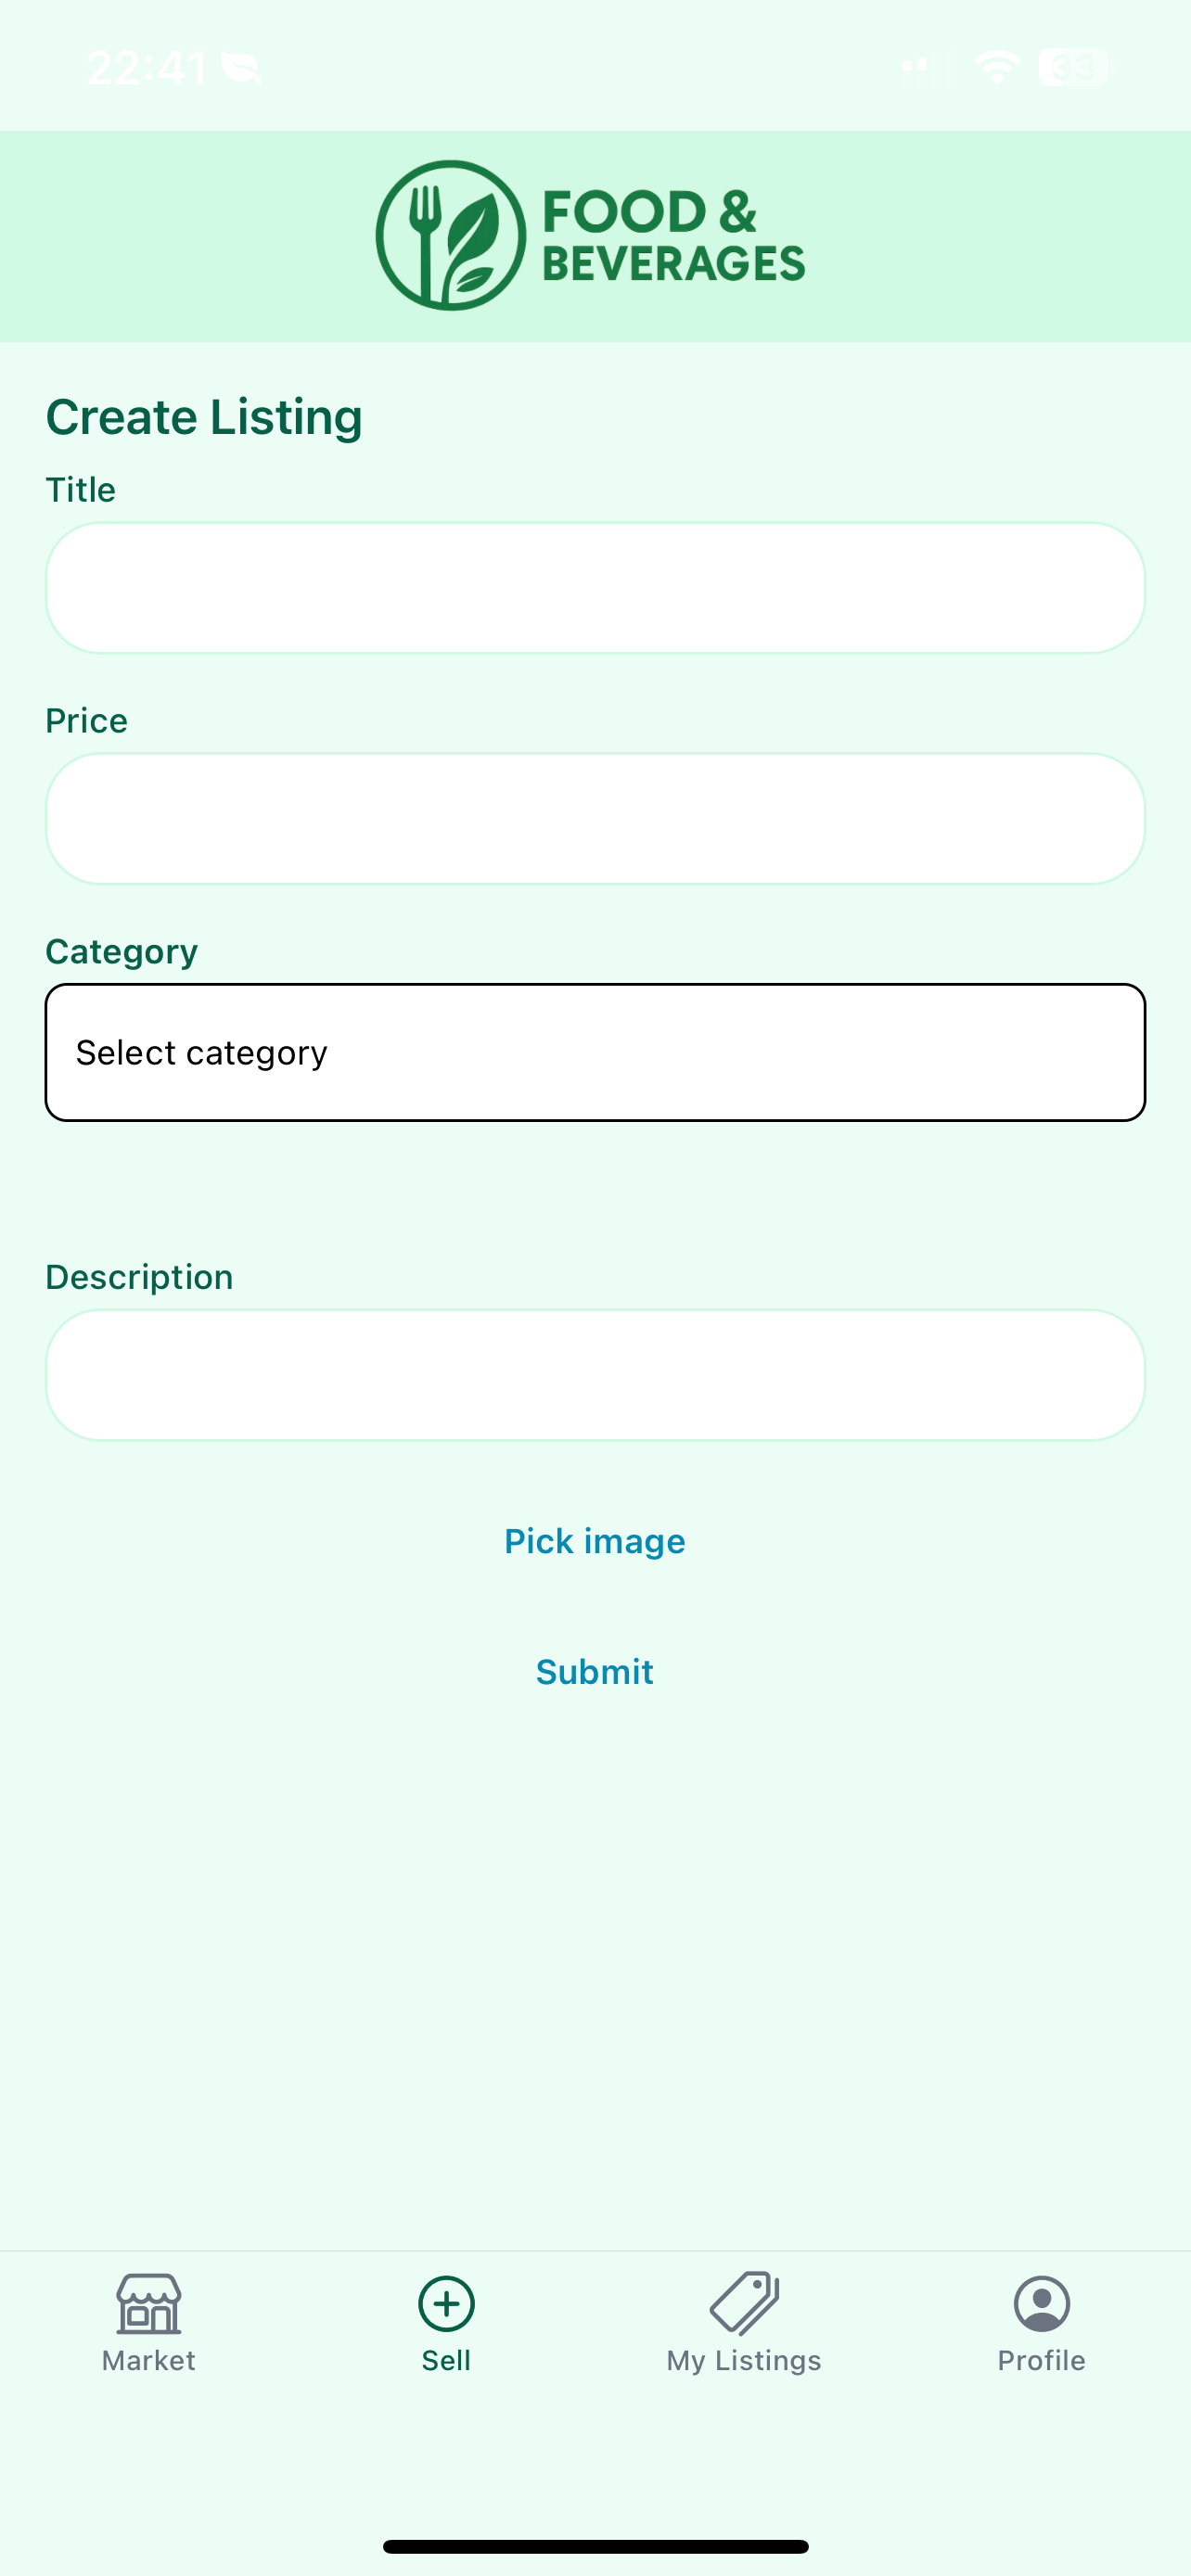 22:41
33
FOOD &
BEVERAGES
Create Listing
Title
Price
Category
Select category
Description
Pick image
Submit
Market
Sell
My Listings
Profile